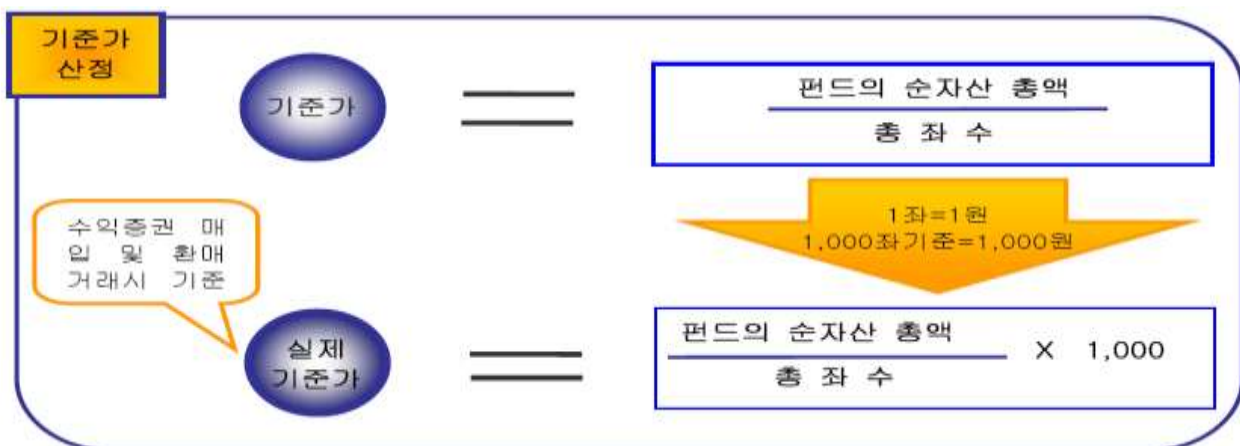 기준가
산정
기준가
펀드의 순자산 총액
총 좌 수
1좌=1원
1,000좌기준=1,000원
수익증권 매
입 및 환매
거래시 기준
실제
기준가
펀드의 순자산 총액
총 좌 수
X 1,000